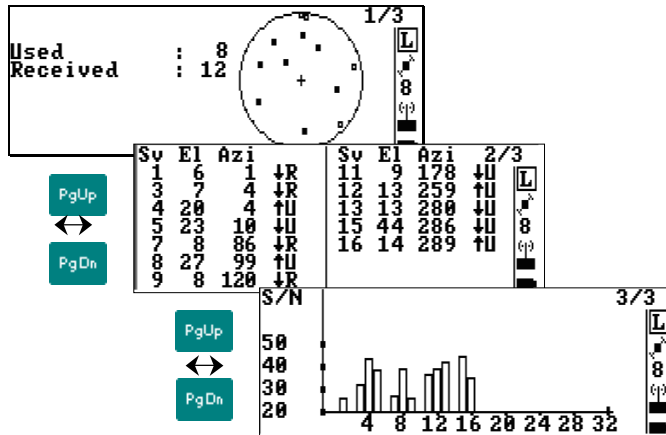 1/3
Used : 8
Received : 12
L
8
Sv El Azi
1 6 1 ↓R
3 7 4 ↓R
4 20 4 ↑U
5 23 10 ↓U
7 8 86 ↓R
8 27 99 ↑U
9 8 120 ↓R
Sv El Azi 2/3
11 9 178 ↓U
12 13 259 ↑U
13 13 280 ↓U
15 44 286 ↓U
16 14 289 ↑U
L
8
PgUp
PgDn
S/N 3/3
50
40
30
20
4 8 12 16 20 24 28 32
L
8
PgUp
PgDn